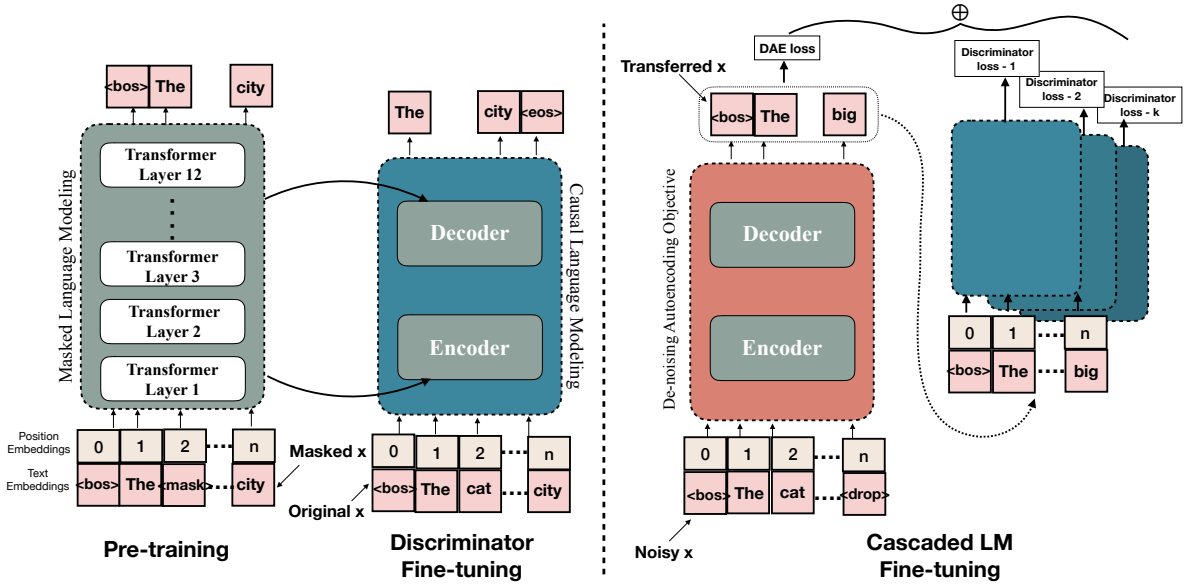 <bos> The city
Masked Language Modeling
Transformer
Layer 12
Transformer
Layer 3
Transformer
Layer 2
Transformer
Layer 1
Position
Embeddings
0 1 2 n
Text
Embeddings
<bos> The <mask> city
Masked x
Pre-training
The city <eos>
Causal Language Modeling
Decoder
Encoder
0 1 2 n
<bos> The cat city
Original x
Discriminator
Fine-tuning
DAE loss
Transferred x
<bos> The big
De-noising Autoencoding Objective
Decoder
Encoder
0 1 2 n
<bos> The cat <drop>
Noisy x
⊕
Discriminator
loss - 1
Discriminator
loss - 2
Discriminator
loss - k
0 1 n
<bos> The big
Cascaded LM
Fine-tuning